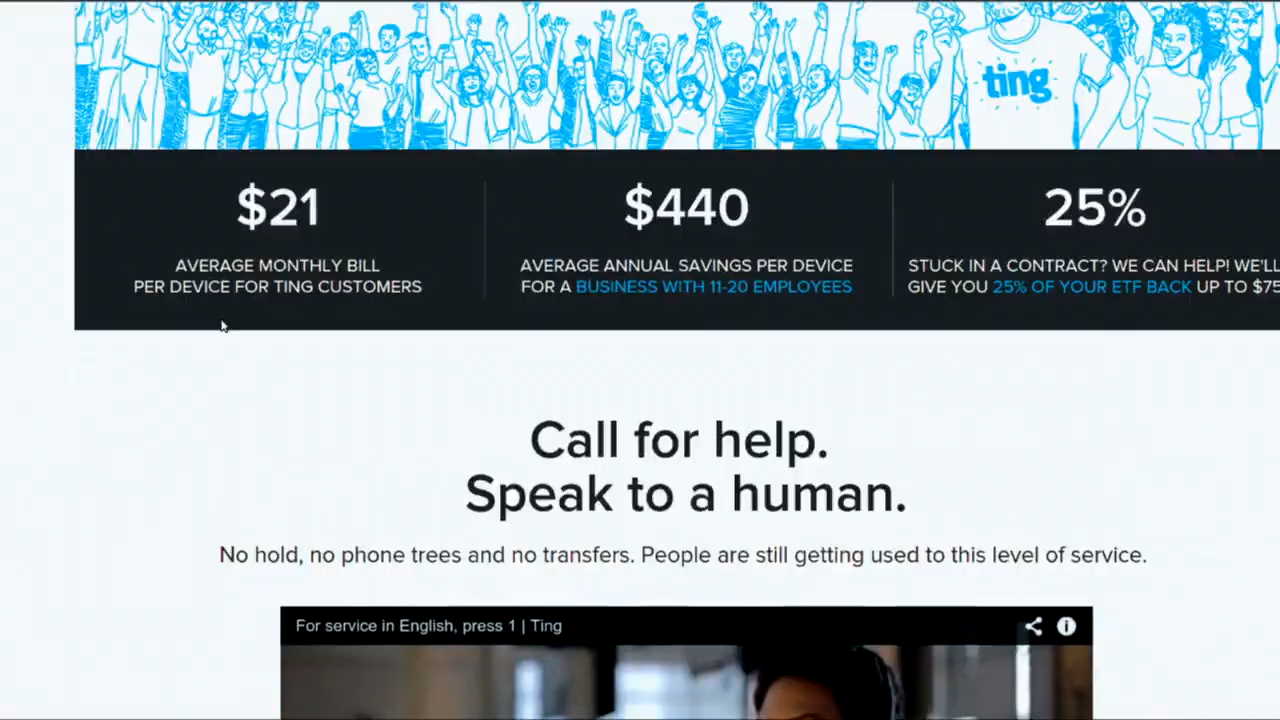 ting
$21
AVERAGE MONTHLY BILL
PER DEVICE FOR TING CUSTOMERS
$440
AVERAGE ANNUAL SAVINGS PER DEVICE
FOR A BUSINESS WITH 11-20 EMPLOYEES
25%
STUCK IN A CONTRACT? WE CAN HELP! WE'LL
GIVE YOU 25% OF YOUR ETF BACK UP TO $75
Call for help.
Speak to a human.
No hold, no phone trees and no transfers. People are still getting used to this level of service.
For service in English, press 1 | Ting